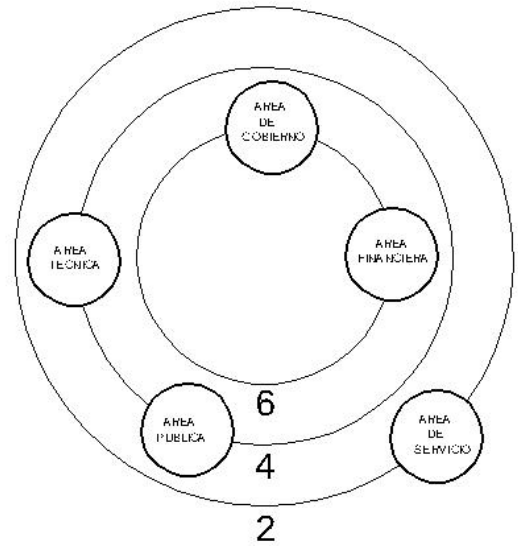 AREA
DE
GOBIERNO
AREA
TECNICA
AREA
FINANCIERA
6
AREA
PUBLICA
AREA
DE
SERVICIO
4
2